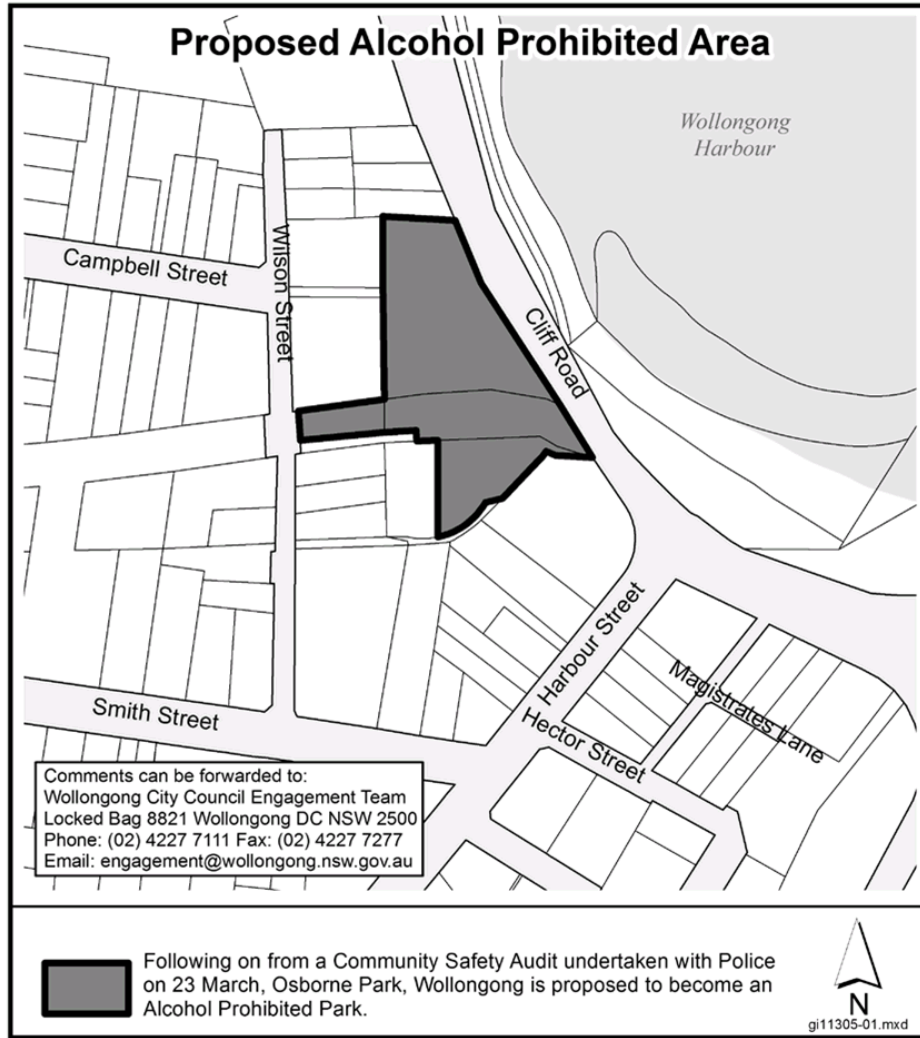 Proposed Alcohol Prohibited Area
Wollongong
Harbour
Campbell Street
Wilson Street
Cliff Road
Harbour Street
Magistrates Lane
Hector Street
Smith Street
Comments can be forwarded to:
Wollongong City Council Engagement Team
Locked Bag 8821 Wollongong DC NSW 2500
Phone: (02) 4227 7111 Fax: (02) 4227 7277
Email: engagement@wollongong.nsw.gov.au
Following on from a Community Safety Audit undertaken with Police
on 23 March, Osborne Park, Wollongong is proposed to become an
Alcohol Prohibited Park.
N
gi11305-01.mxd